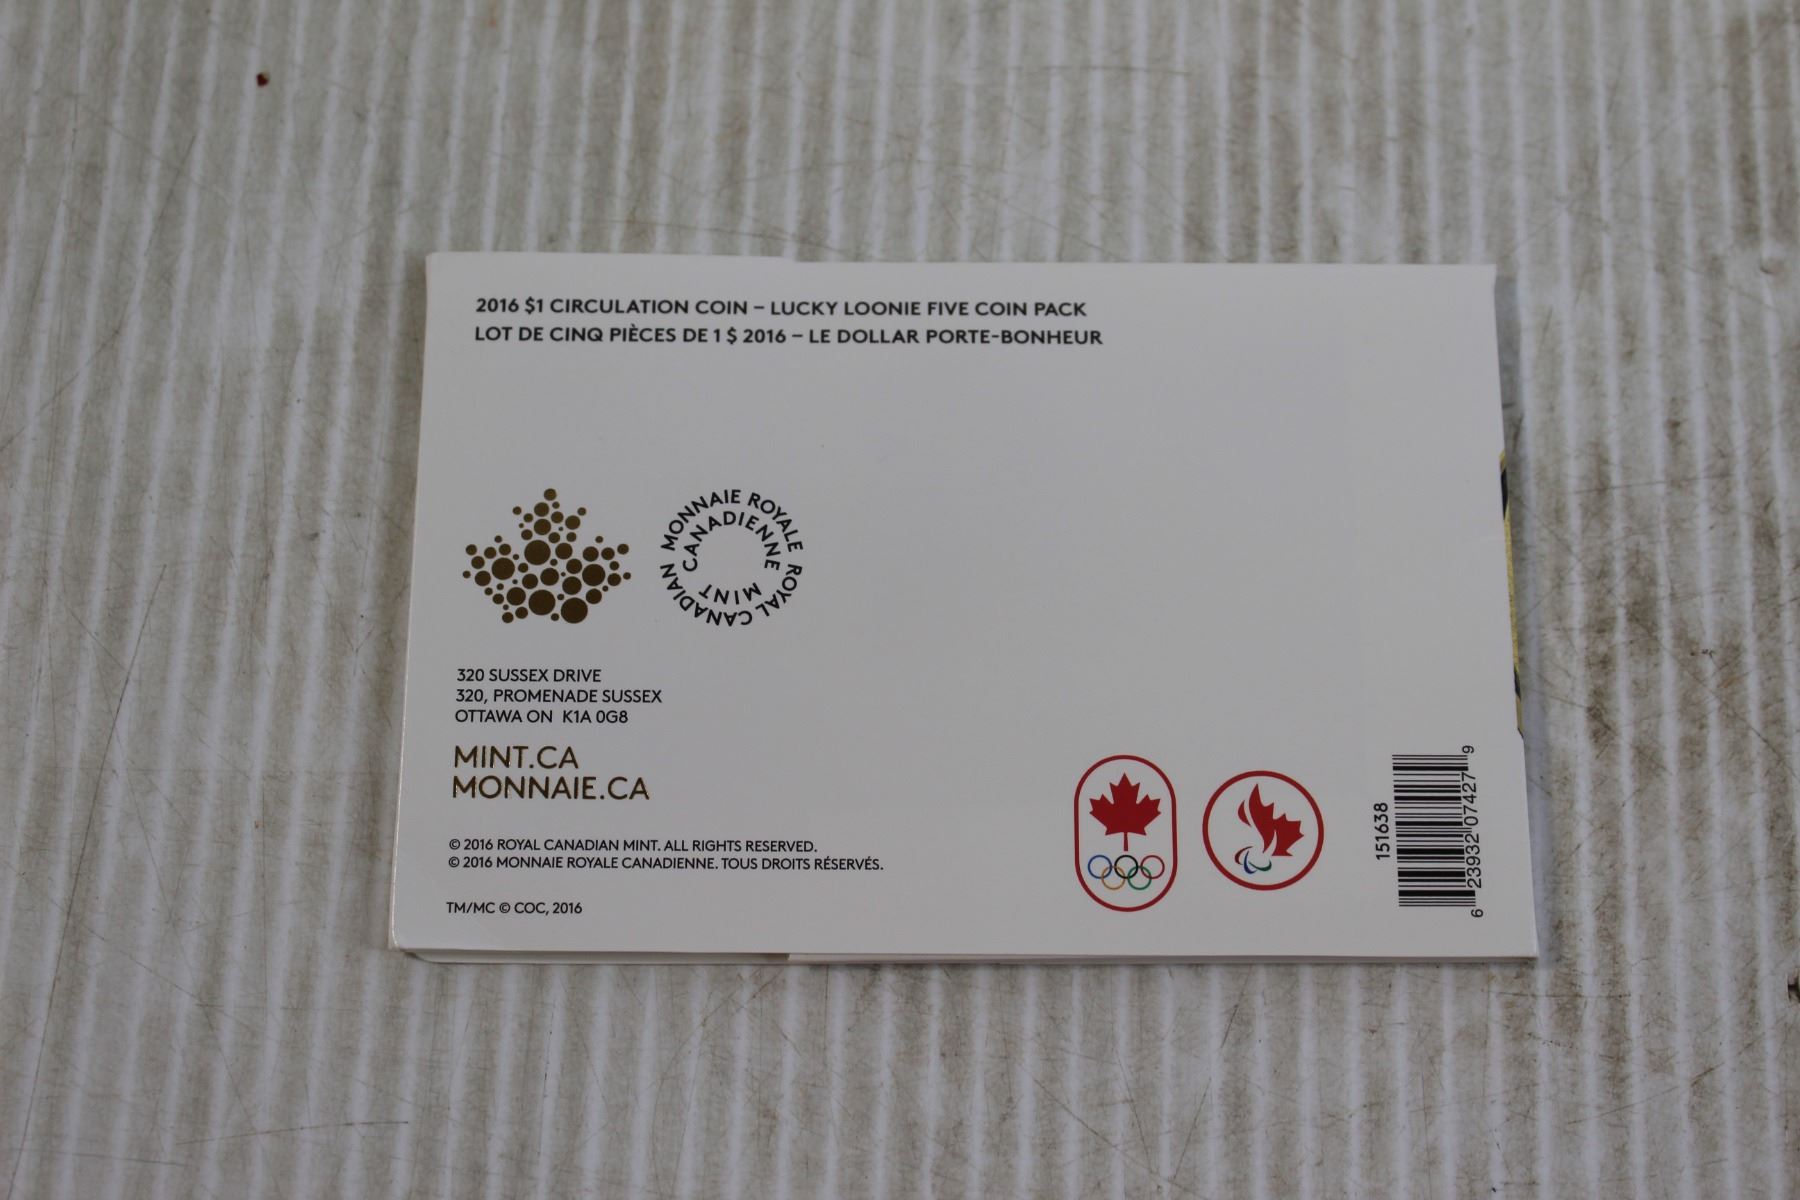 2016 $1 CIRCULATION COIN – LUCKY LOONIE FIVE COIN PACK
LOT DE CINQ PIÈCES DE 1 $ 2016 – LE DOLLAR PORTE-BONHEUR
MONNAIE ROYALE
CANADIENNE
ROYAL CANADIAN
MINT
320 SUSSEX DRIVE
320, PROMENADE SUSSEX
OTTAWA ON K1A 0G8
MINT.CA
MONNAIE.CA
© 2016 ROYAL CANADIAN MINT. ALL RIGHTS RESERVED.
© 2016 MONNAIE ROYALE CANADIENNE. TOUS DROITS RÉSERVÉS.
TM/MC © COC, 2016
151638
6 23932 07427 9